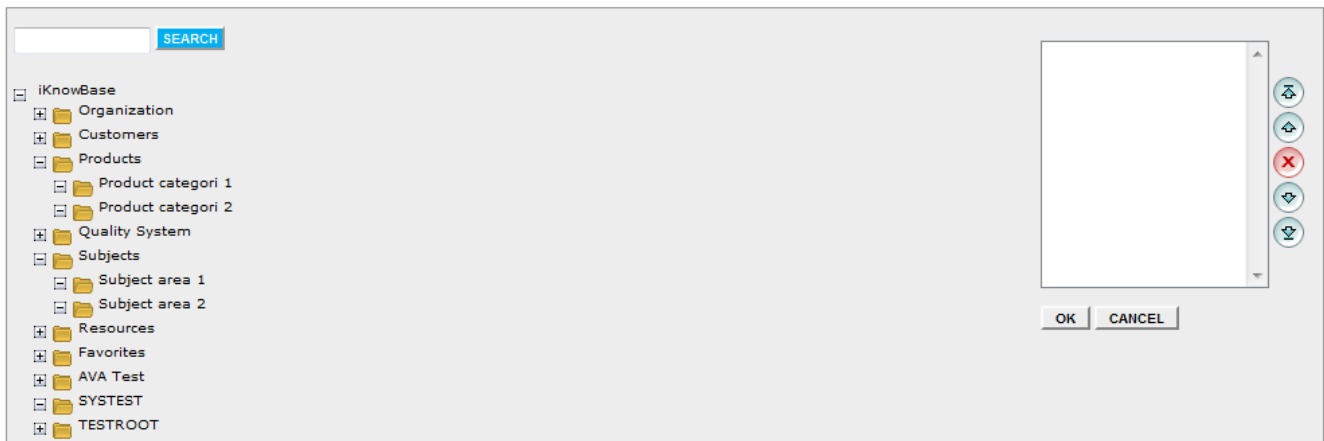 SEARCH
iKnowBase
Organization
Customers
Products
Product categori 1
Product categori 2
Quality System
Subjects
Subject area 1
Subject area 2
Resources
Favorites
AVA Test
SYSTEST
TESTROOT
OK CANCEL